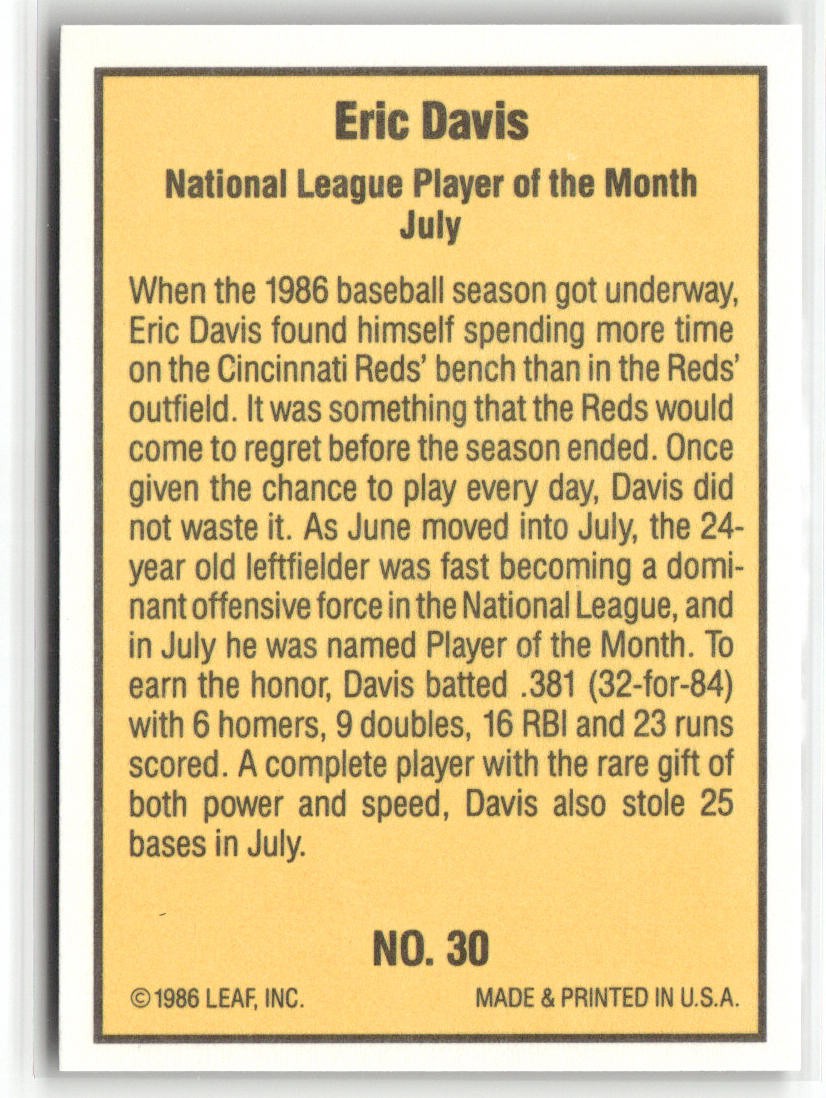 Eric Davis
National League Player of the Month
July
When the 1986 baseball season got underway,
Eric Davis found himself spending more time
on the Cincinnati Reds' bench than in the Reds'
outfield. It was something that the Reds would
come to regret before the season ended. Once
given the chance to play every day, Davis did
not waste it. As June moved into July, the 24-
year old leftfielder was fast becoming a domi-
nant offensive force in the National League, and
in July he was named Player of the Month. To
earn the honor, Davis batted .381 (32-for-84)
with 6 homers, 9 doubles, 16 RBI and 23 runs
scored. A complete player with the rare gift of
both power and speed, Davis also stole 25
bases in July.
NO. 30
©1986 LEAF, INC. MADE & PRINTED IN U.S.A.